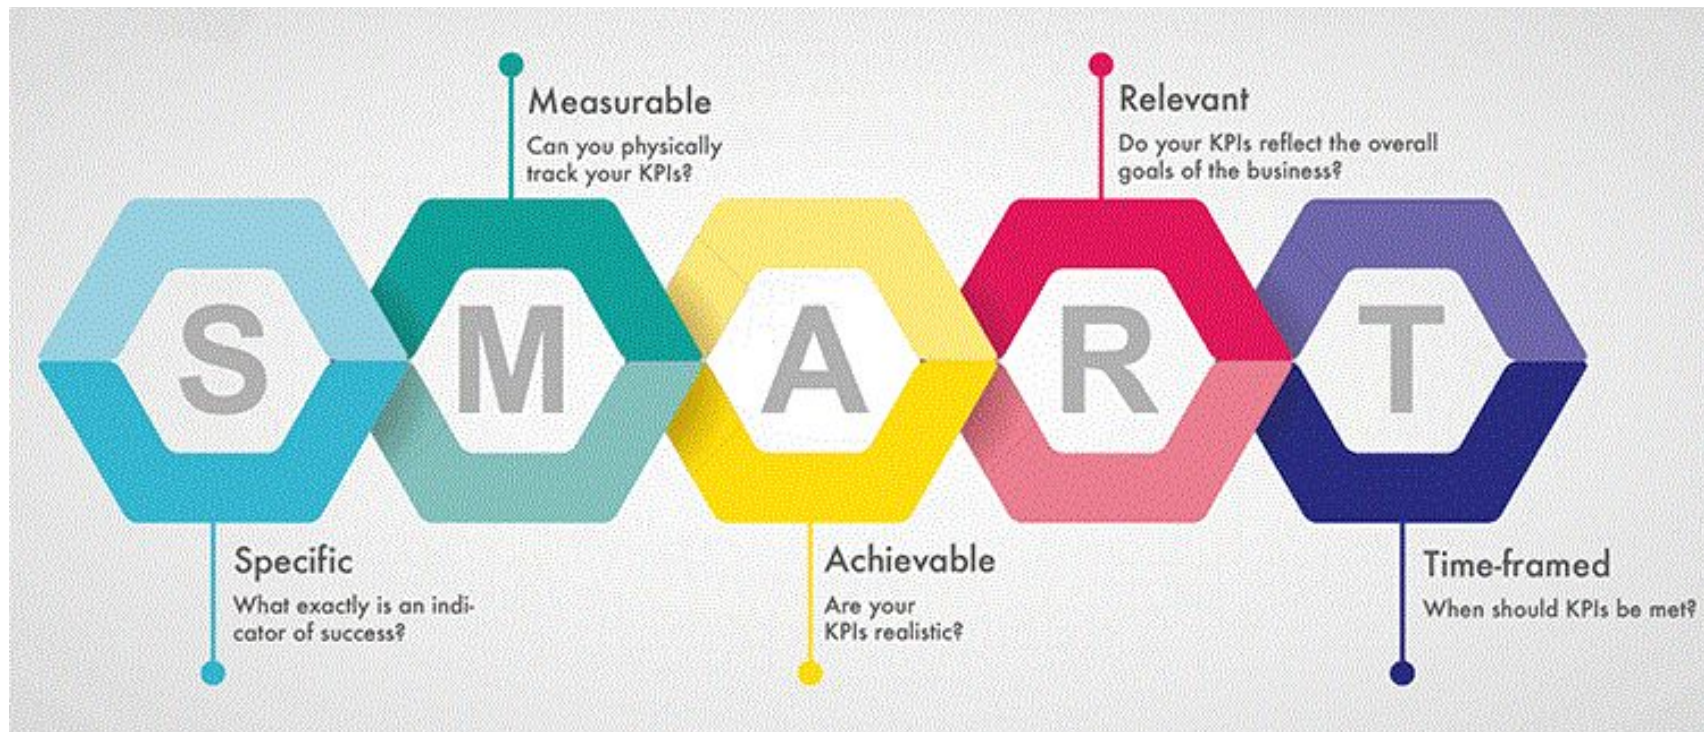 Measurable
Can you physically
track your KPIs?
Relevant
Do your KPIs reflect the overall
goals of the business?
S M A R T
Specific
What exactly is an indi-
cator of success?
Achievable
Are your
KPIs realistic?
Time-framed
When should KPIs be met?